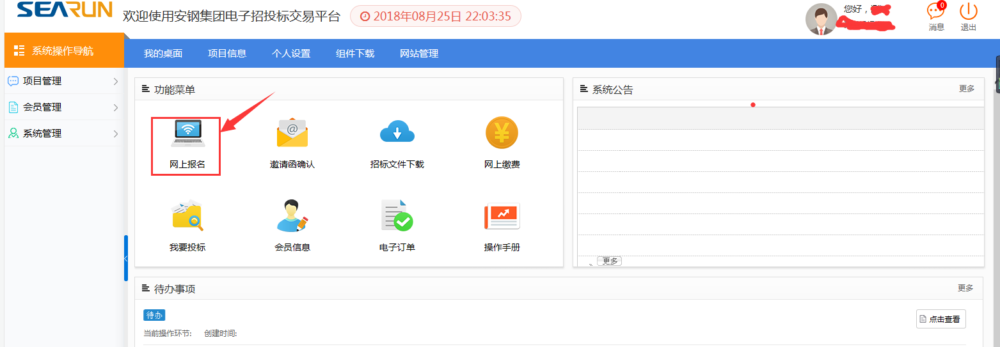 SEARUN 欢迎使用安钢集团电子招投标交易平台 2018年08月25日 22:03:35
您好，
0
消息 退出
系统操作导航 我的桌面 项目信息 个人设置 组件下载 网站管理
项目管理
会员管理
系统管理
功能菜单
网上报名 邀请函确认 招标文件下载 网上缴费
我要投标 会员信息 电子订单 操作手册
系统公告 更多
更多
待办事项 更多
待办
点击查看
当前操作环节: 创建时间: